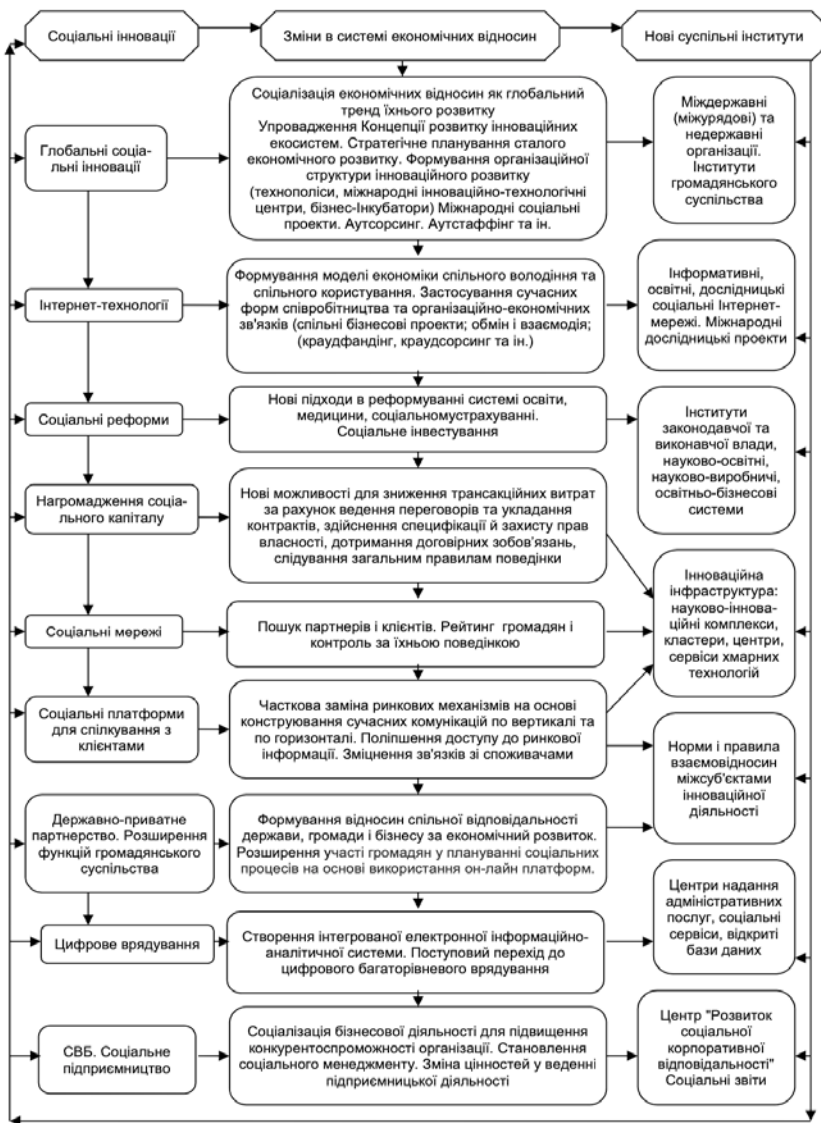 Соціальні інновації
Зміни в системі економічних відносин
Нові суспільні інститути
Глобальні соціа-
льні інновації
Соціалізація економічних відносин як глобальний
тренд їхнього розвитку
Упровадження Концепції розвитку інноваційних
екосистем. Стратегічне планування сталого
економічного розвитку. Формування організаційної
структури інноваційного розвитку
(технополіси, міжнародні інноваційно-технологічні
центри, бізнес-Інкубатори) Міжнародні соціальні
проекти. Аутсорсинг. Аутстаффінг та ін.
Міждержавні
(міжурядові) та
недержавні
організації.
Інститути
громадянського
суспільства
Інтернет-технології
Формування моделі економіки спільного володіння та
спільного користування. Застосування сучасних
форм співробітництва та організаційно-економічних
зв'язків (спільні бізнесові проекти; обмін і взаємодія;
(краудфандінг, краудсорсинг та ін.)
Інформативні,
освітні, дослідницькі
соціальні Інтернет-
мережі. Міжнародні
дослідницькі проекти
Соціальні реформи
Нові підходи в реформуванні системі освіти,
медицини, соціальномустрахуванні.
Соціальне інвестування
Інститути
законодавчої та
виконавчої влади,
науково-освітні,
науково-виробничі,
освітньо-бізнесові
системи
Нагромадження соціа-
льного капіталу
Нові можливості для зниження трансакційних витрат
за рахунок ведення переговорів та укладання
контрактів, здійснення специфікації й захисту прав
власності, дотримання договірних зобов'язань,
слідування загальним правилам поведінки
Інноваційна
інфраструктура:
науково-іннова-
ційні комплекси,
кластери, центри,
сервіси хмарних
технологій
Соціальні мережі
Пошук партнерів і клієнтів. Рейтинг громадян і
контроль за їхньою поведінкою
Соціальні платформи
для спілкування з
клієнтами
Часткова заміна ринкових механізмів на основі
конструювання сучасних комунікацій по вертикалі та
по горизонталі. Поліпшення доступу до ринкової
інформації. Зміцнення зв'язків зі споживачами
Норми і правила
взаємовідносин
міжсуб'єктами
інноваційної
діяльності
Державно-приватне
партнерство. Розширення
функцій громадянського
суспільства
Формування відносин спільної відповідальності
держави, громади і бізнесу за економічний розвиток.
Розширення участі громадян у плануванні соціальних
процесів на основі використання он-лайн платформ.
Центри надання
адміністративних
послуг, соціальні
сервіси, відкриті
бази даних
Цифрове врядування
Створення інтегрованої електронної інформаційно-
аналітичної системи. Поступовий перехід до
цифрового багаторівневого врядування
СВБ. Соціальне
підприємництво
Соціалізація бізнесової діяльності для підвищення
конкурентоспроможності організації. Становлення
соціального менеджменту. Зміна цінностей у веденні
підприємницької діяльності
Центр "Розвиток
соціальної
корпоративної
відповідальності"
Соціальні звіти